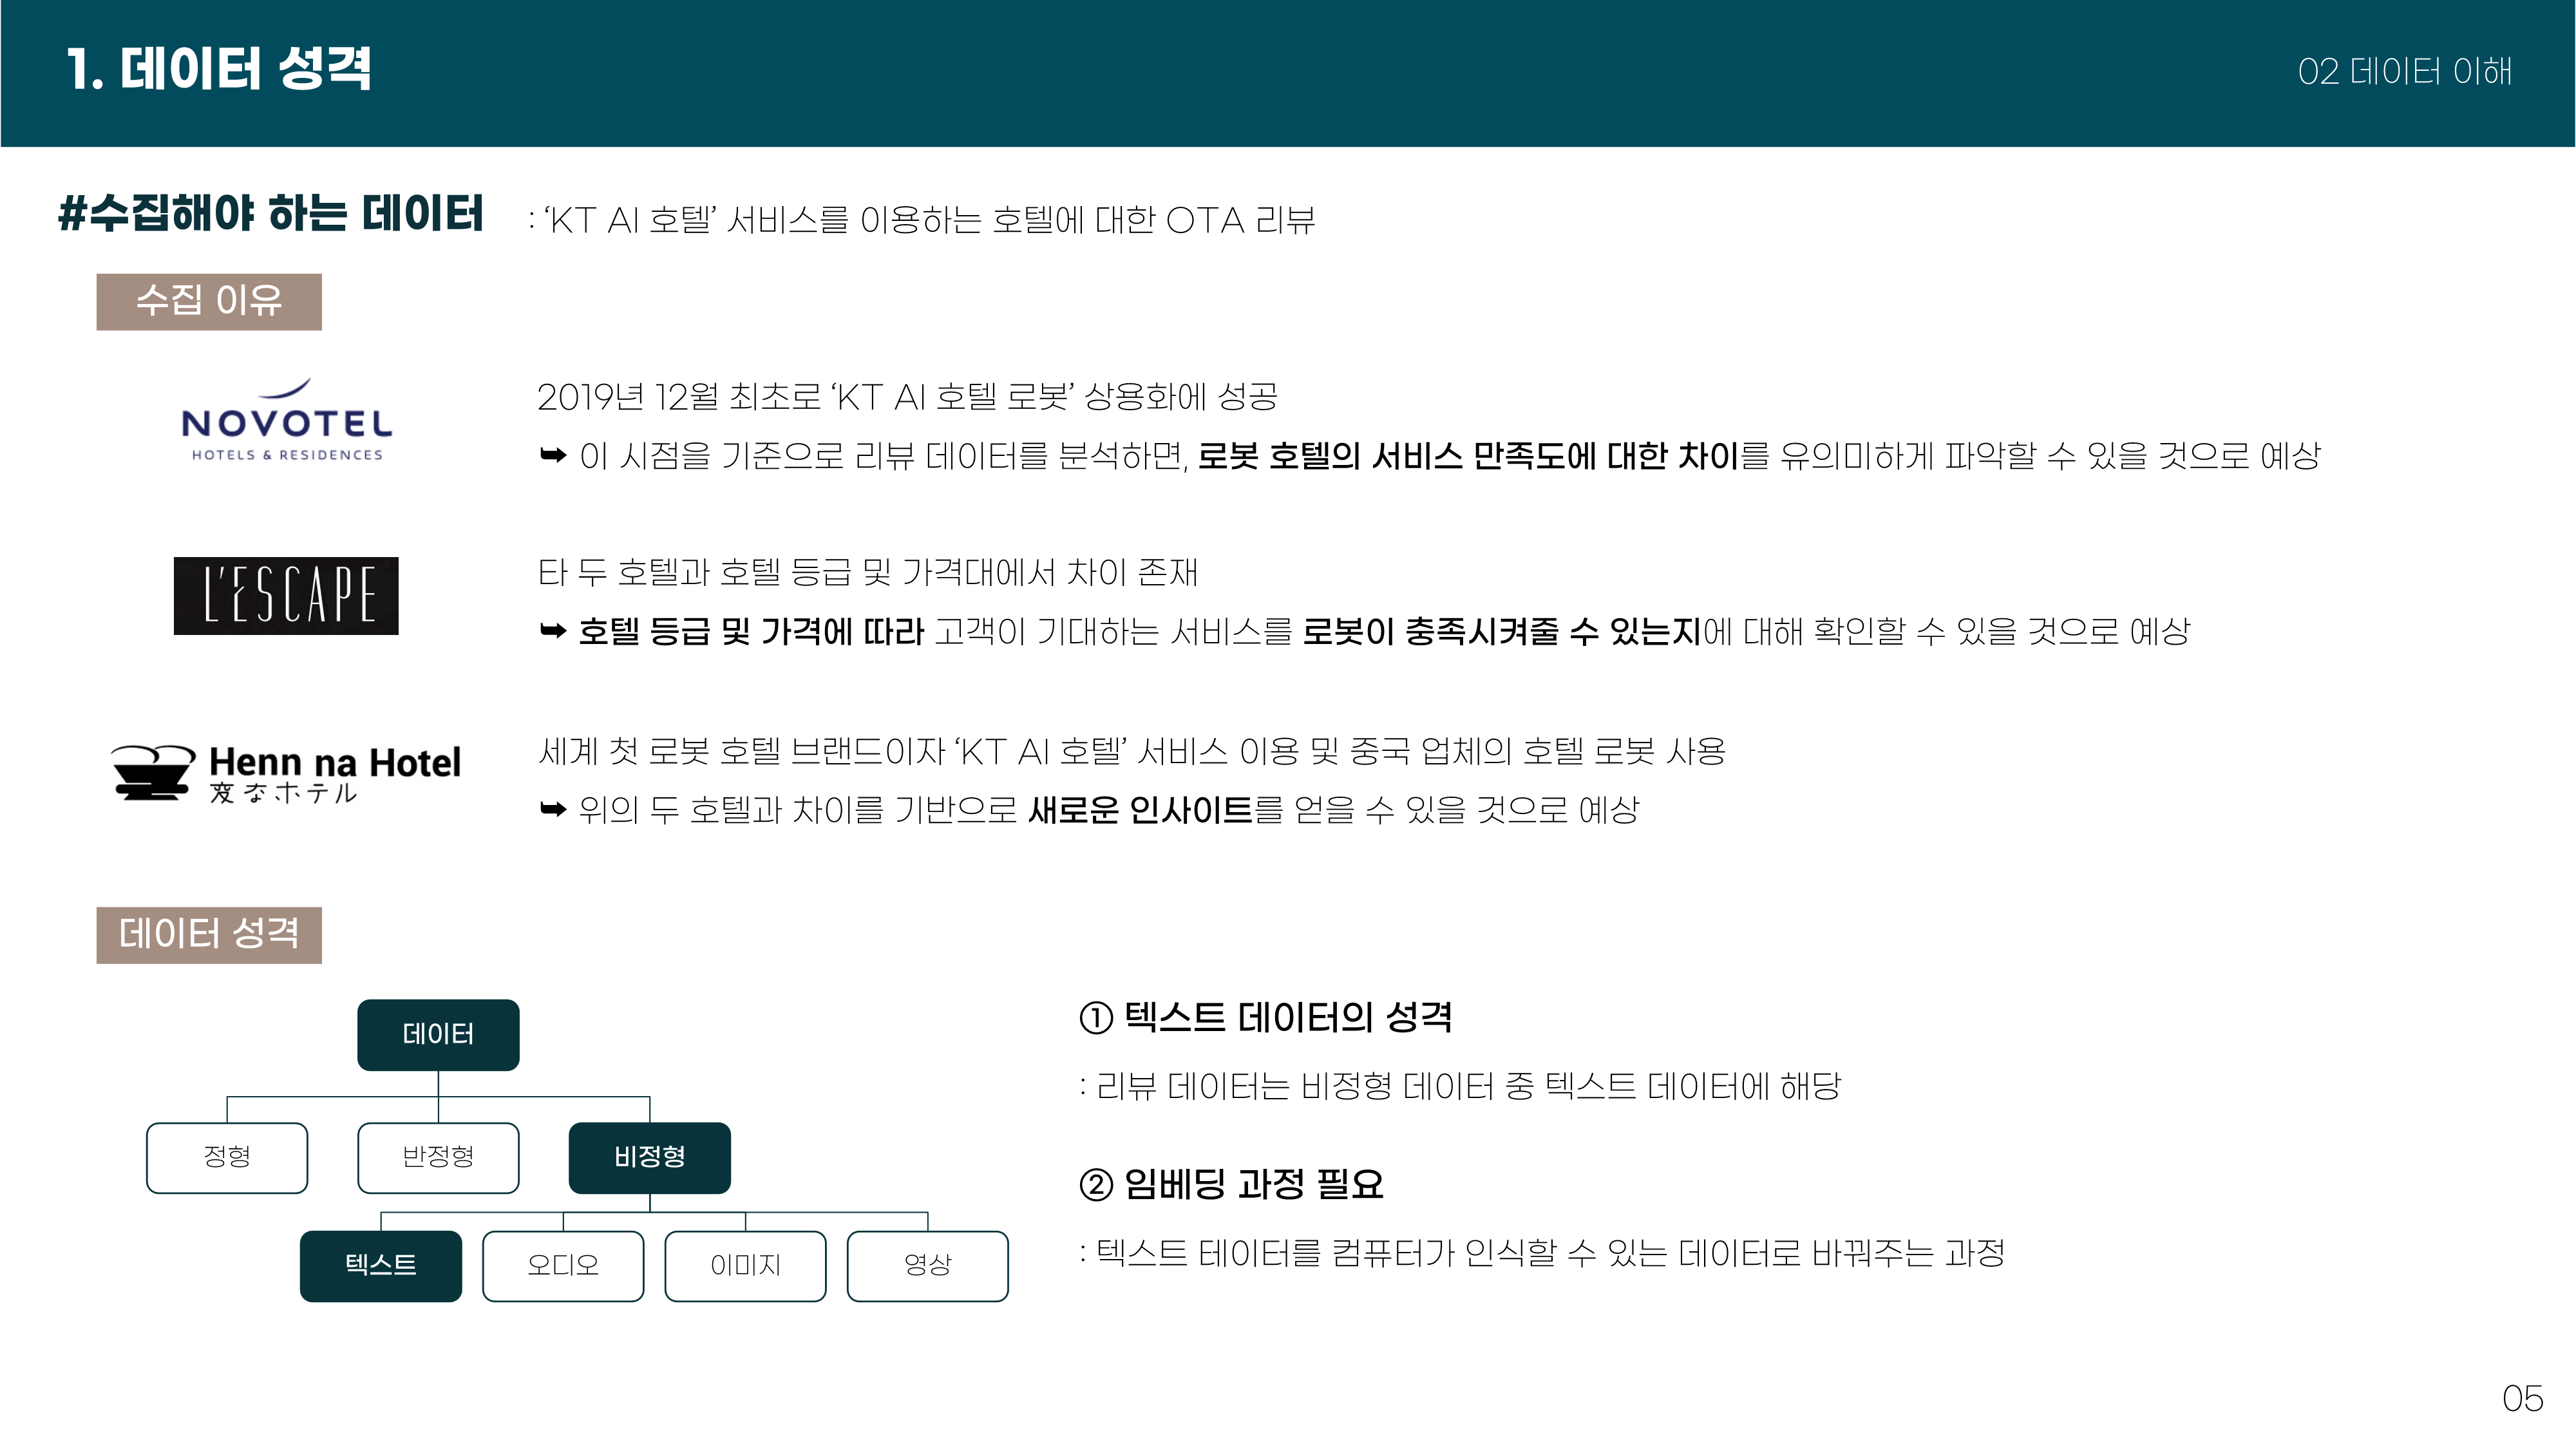 1. 데이터 성격
02 데이터 이해
#수집해야 하는 데이터 : ‘KT AI 호텔’ 서비스를 이용하는 호텔에 대한 OTA 리뷰
수집 이유
NOVOTEL
HOTELS & RESIDENCES
2019년 12월 최초로 ‘KT AI 호텔 로봇’ 상용화에 성공
➥ 이 시점을 기준으로 리뷰 데이터를 분석하면, 로봇 호텔의 서비스 만족도에 대한 차이를 유의미하게 파악할 수 있을 것으로 예상
L'ESCAPE
타 두 호텔과 호텔 등급 및 가격대에서 차이 존재
➥ 호텔 등급 및 가격에 따라 고객이 기대하는 서비스를 로봇이 충족시켜줄 수 있는지에 대해 확인할 수 있을 것으로 예상
Henn na Hotel
変なホテル
세계 첫 로봇 호텔 브랜드이자 ‘KT AI 호텔’ 서비스 이용 및 중국 업체의 호텔 로봇 사용
➥ 위의 두 호텔과 차이를 기반으로 새로운 인사이트를 얻을 수 있을 것으로 예상
데이터 성격
데이터
정형
반정형
비정형
텍스트
오디오
이미지
영상
① 텍스트 데이터의 성격
: 리뷰 데이터는 비정형 데이터 중 텍스트 데이터에 해당
② 임베딩 과정 필요
: 텍스트 테이터를 컴퓨터가 인식할 수 있는 데이터로 바꿔주는 과정
05